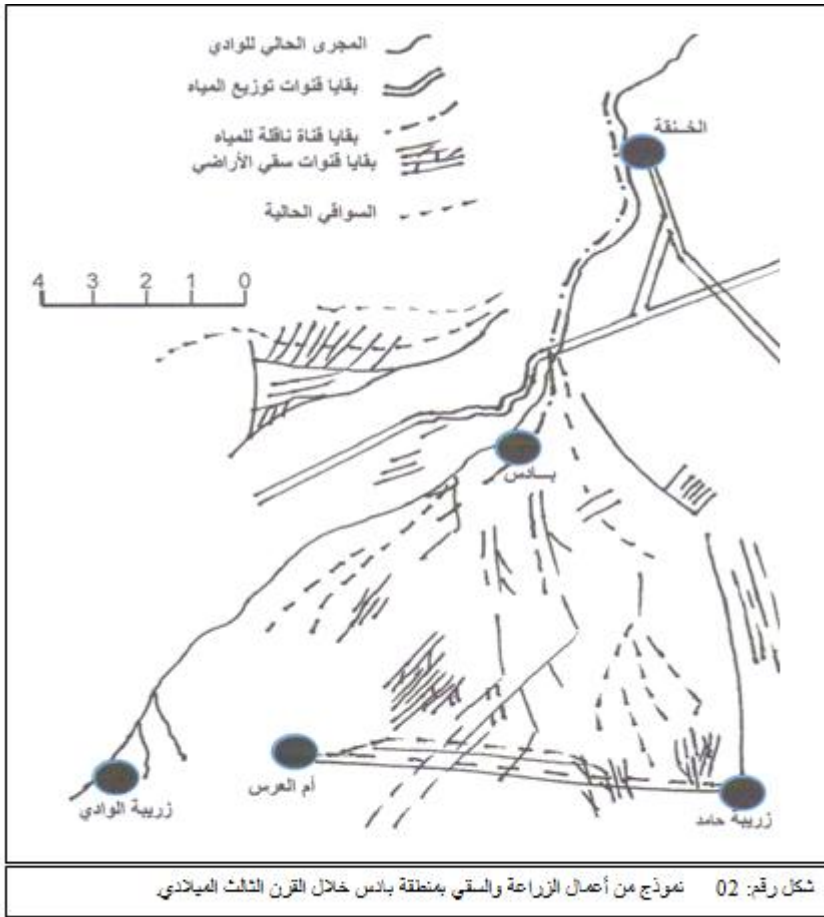 المجرى الحالي للوادي
بقايا قنوات توزيع المياه
بقايا قناة ناقلة للمياه
بقايا قنوات سقي الأراضي
السواقي الحالية
4 3 2 1 0
الخنقة
بـادس
أم العرس
زريبة الوادي
زريبة حامد
شكل رقم: 02 نموذج من أعمال الزراعة والسقي بمنطقة بادس خلال القرن الثالث الميلادي.